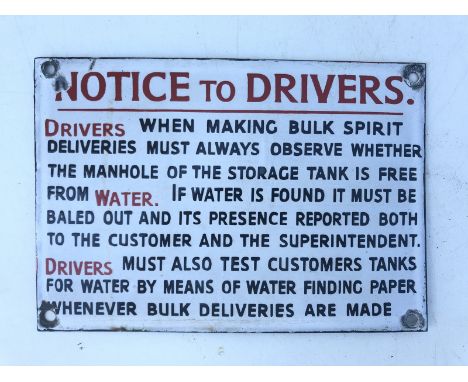 NOTICE TO DRIVERS.
DRIVERS WHEN MAKING BULK SPIRIT
DELIVERIES MUST ALWAYS OBSERVE WHETHER
THE MANHOLE OF THE STORAGE TANK IS FREE
FROM WATER. IF WATER IS FOUND IT MUST BE
BALED OUT AND ITS PRESENCE REPORTED BOTH
TO THE CUSTOMER AND THE SUPERINTENDENT.
DRIVERS MUST ALSO TEST CUSTOMERS TANKS
FOR WATER BY MEANS OF WATER FINDING PAPER
WHENEVER BULK DELIVERIES ARE MADE